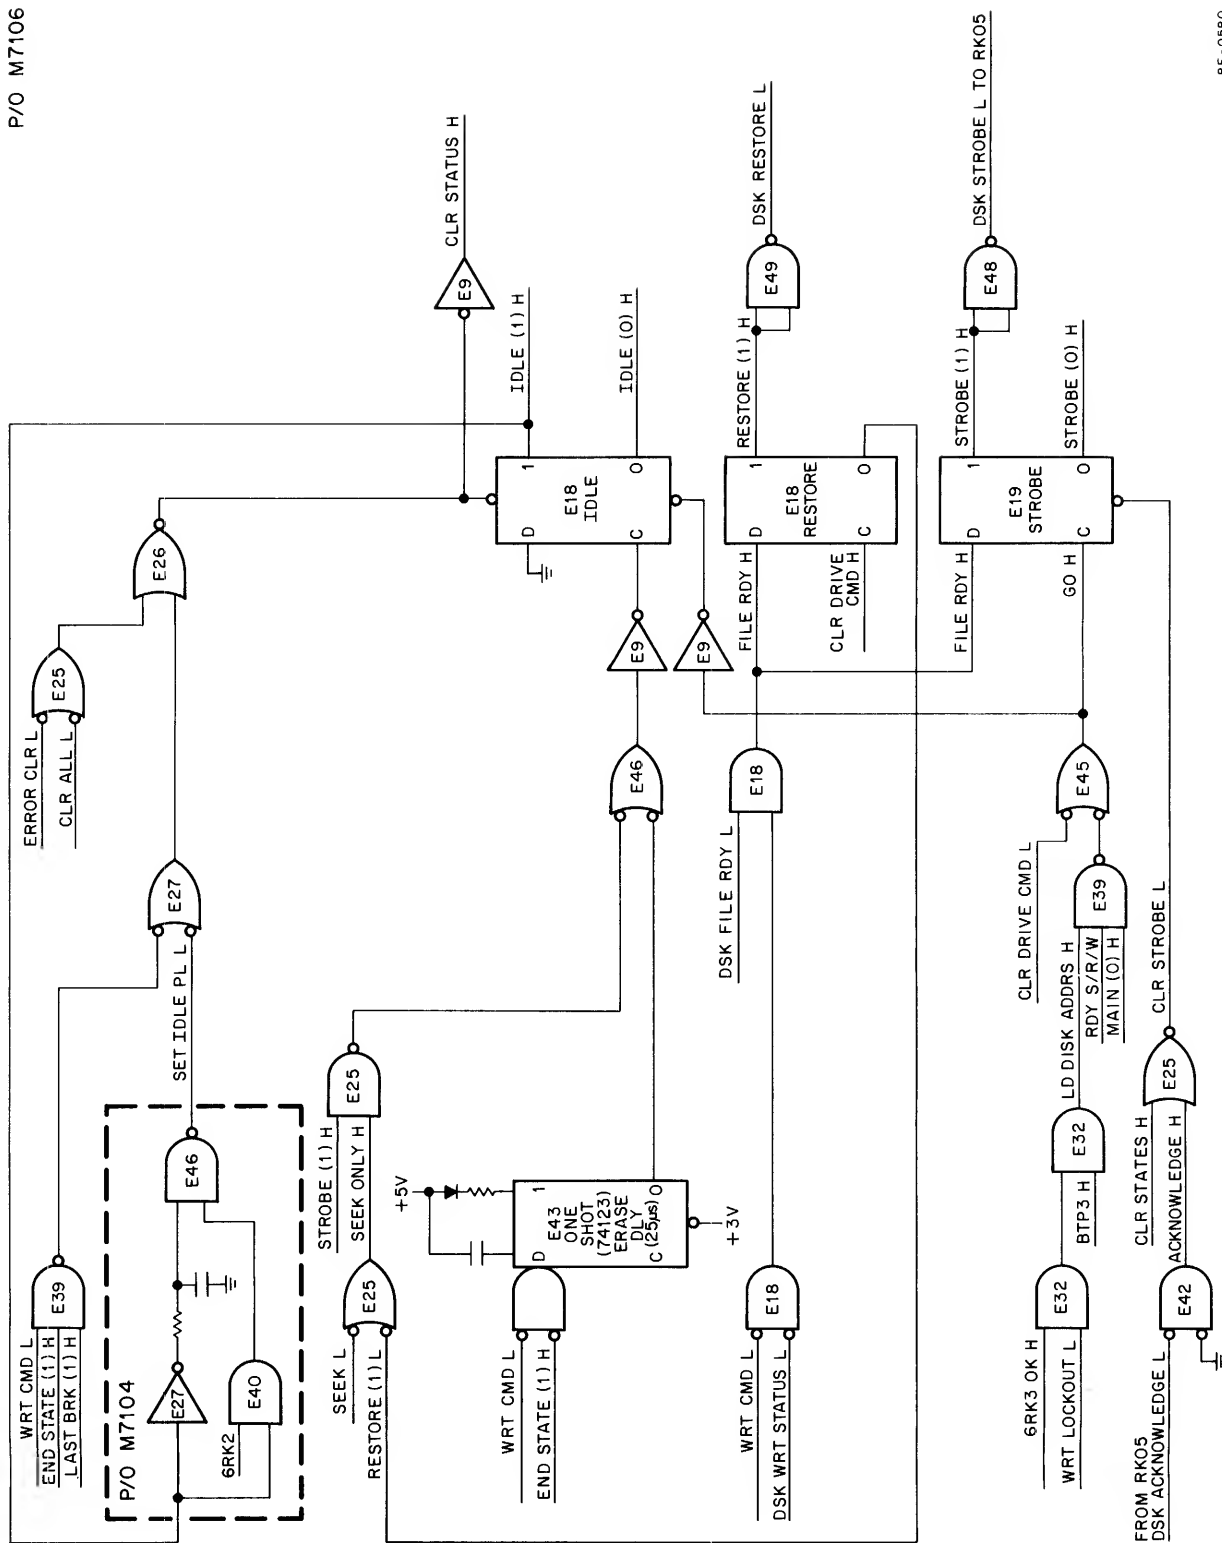 P/O M7106
ERROR CLR L
CLR ALL L
E25
E26
E9
CLR STATUS H
WRT CMD L
END STATE (1) H
LAST BRK (1) H
E39
SET IDLE PL L
E27
P/O M7104
E27
6RK2
E40
E46
IDLE (1) H
IDLE (0) H
D
C
1
0
E18
IDLE
STROBE (1) H
SEEK ONLY H
E25
SEEK L
RESTORE (1) L
E25
E46
E9
E9
+5V
E43
ONE
SHOT
(74123)
ERASE
DLY
(25µs)
D
C
1
0
+3V
WRT CMD L
END STATE (1) H
DSK FILE RDY L
E18
WRT CMD L
DSK WRT STATUS L
E18
FILE RDY H
CLR DRIVE
CMD H
D
C
1
0
E18
RESTORE
RESTORE (1) H
E49
DSK RESTORE L
FILE RDY H
GO H
D
C
1
0
E19
STROBE
STROBE (1) H
STROBE (0) H
E48
DSK STROBE L TO RK05
CLR DRIVE CMD L
E45
LD DISK ADDRS H
RDY S/R/W
MAIN (0) H
E39
6RK3 OK H
WRT LOCKOUT L
E32
BTP3 H
E32
CLR STROBE L
CLR STATES H
ACKNOWLEDGE H
E25
FROM RK05
DSK ACKNOWLEDGE L
E42